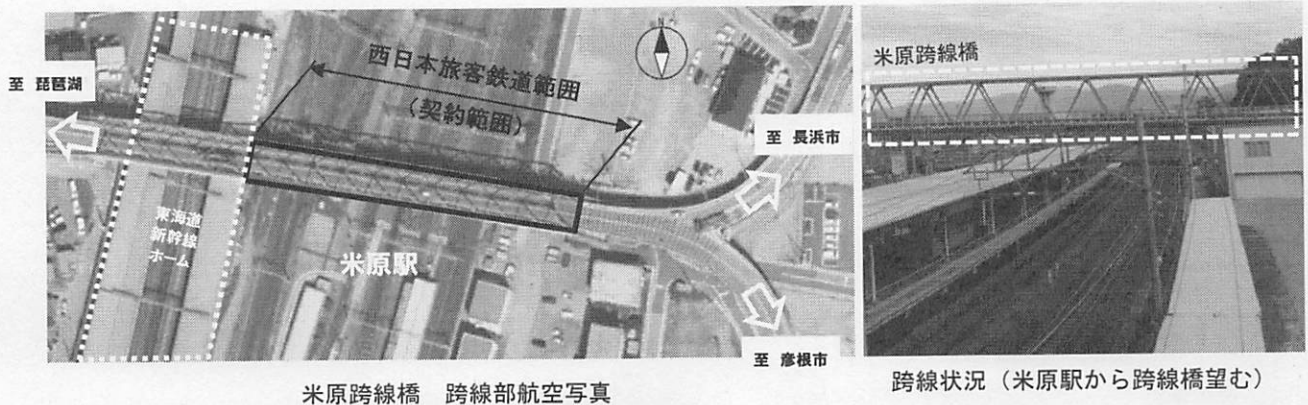 至 琵琶湖
西日本旅客鉄道範囲
（契約範囲）
N
至 長浜市
東海道
新幹線
ホーム
米原駅
至 彦根市
米原跨線橋　跨線部航空写真
米原跨線橋
跨線状況（米原駅から跨線橋望む）